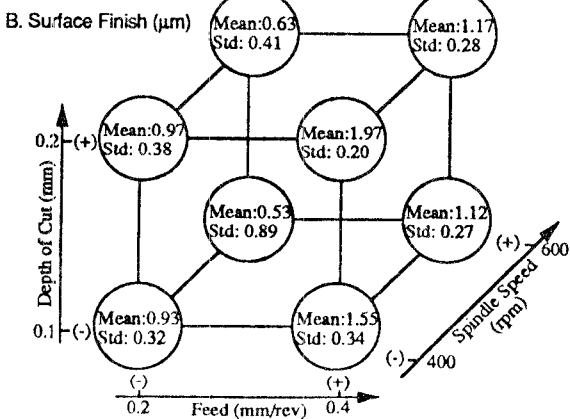 B. Surface Finish (μm)
Mean:0.63
Std: 0.41
Mean:1.17
Std: 0.28
Mean:0.97
Std: 0.38
Mean:1.97
Std: 0.20
Mean:0.53
Std: 0.89
Mean:1.12
Std: 0.27
Mean:0.93
Std: 0.32
Mean:1.55
Std: 0.34
Depth of Cut (mm)
0.2 (+)
0.1 (-)
(-)
(+)
0.2
0.4
Feed (mm/rev)
(+) 600
(-) 400
Spindle Speed
(rpm)